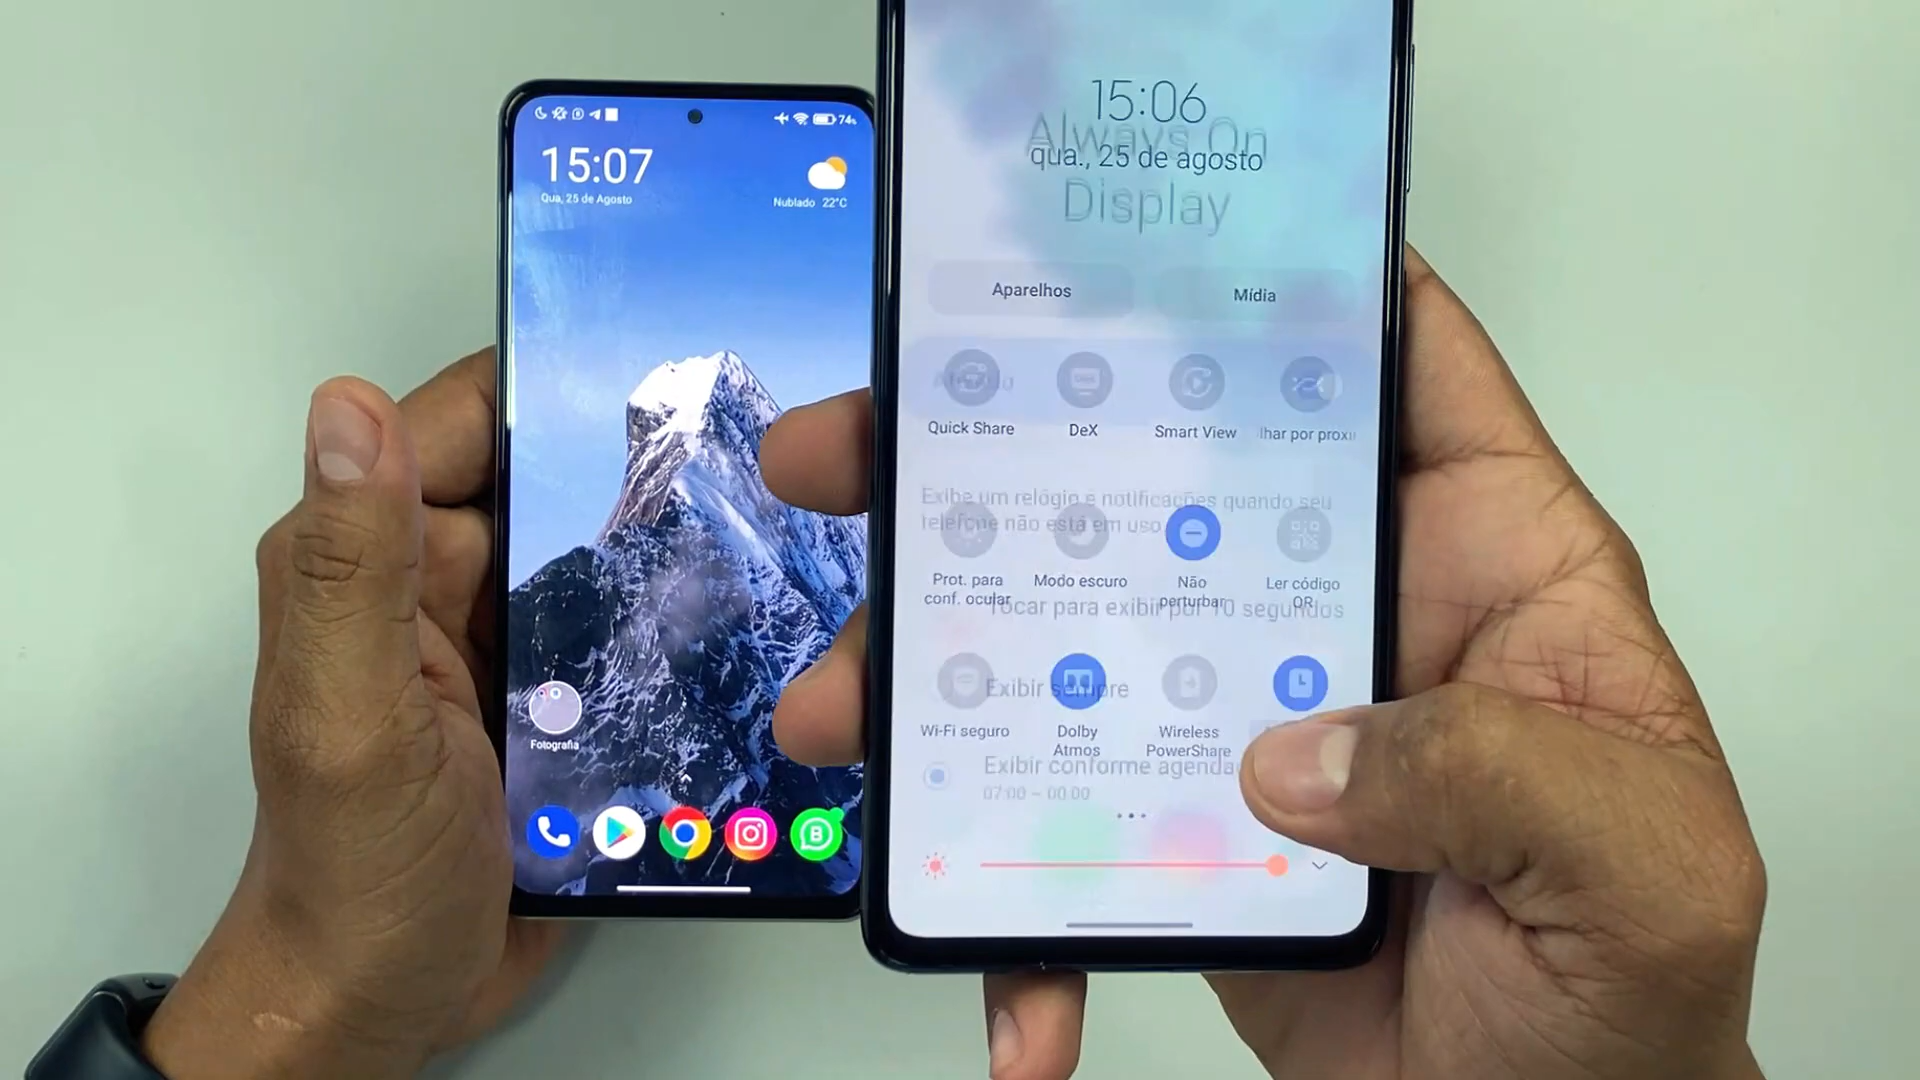 74%
15:07
Qua, 25 de Agosto
Nublado 22°C
Fotografia
15:06
Always On
qua., 25 de agosto
Display
Aparelhos
Mídia
Ativado
Quick Share
DeX
Smart View
lhar por proxi
Exibe um relógio e notificações quando seu
telefone não está em uso
Prot. para
conf. ocular
Modo escuro
Não
perturbar
Ler código
QR
Tocar para exibir por 10 segundos
Exibir sempre
Wi-Fi seguro
Dolby
Atmos
Wireless
PowerShare
Exibir conforme agenda
07:00 – 00:00